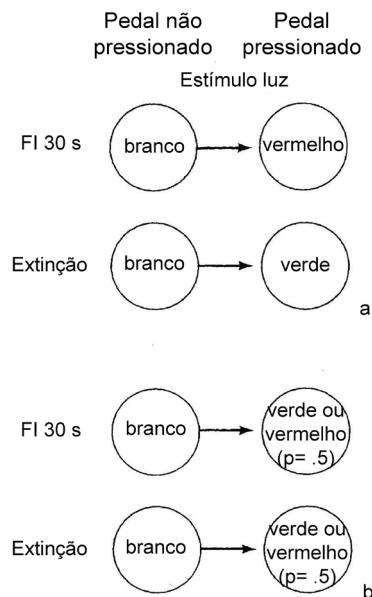 Pedal não
pressionado
Pedal
pressionado
Estímulo luz
FI 30 s
branco
vermelho
Extinção
branco
verde
a
FI 30 s
branco
verde ou
vermelho
(p= .5)
Extinção
branco
verde ou
vermelho
(p= .5)
b